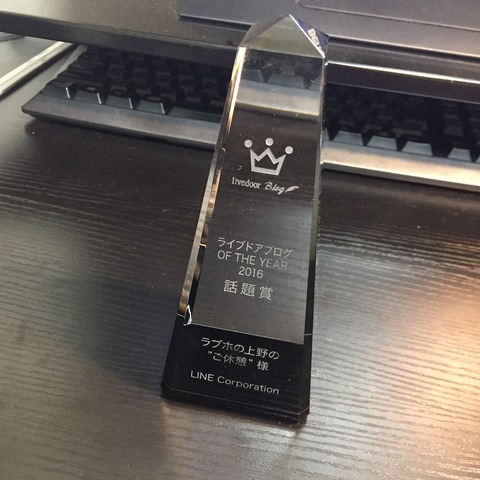 livedoor Blog
ライブドアブログ
OF THE YEAR
2016
話題賞
ラブホの上野の
"ご休憩" 様
LINE Corporation